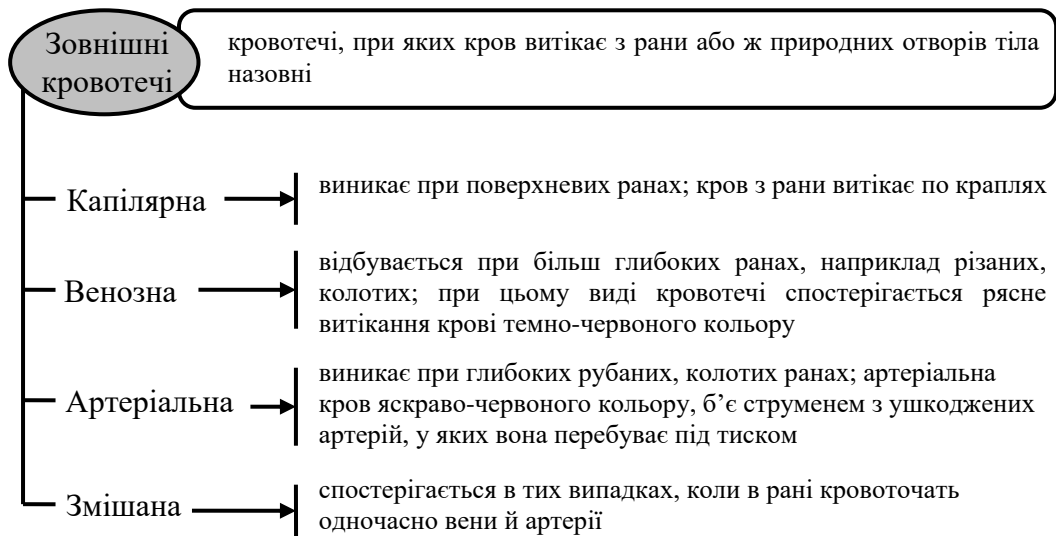 Зовнішні
кровотечі
кровотечі, при яких кров витікає з рани або ж природних отворів тіла
назовні
Капілярна
виникає при поверхневих ранах; кров з рани витікає по краплях
Венозна
відбувається при більш глибоких ранах, наприклад різаних,
колотих; при цьому виді кровотечі спостерігається рясне
витікання крові темно-червоного кольору
Артеріальна
виникає при глибоких рубаних, колотих ранах; артеріальна
кров яскраво-червоного кольору, б’є струменем з ушкоджених
артерій, у яких вона перебуває під тиском
Змішана
спостерігається в тих випадках, коли в рані кровоточать
одночасно вени й артерії